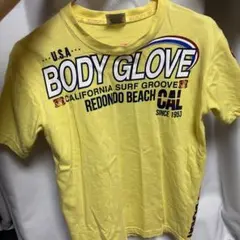 ...U.S.A...
BODY GLOVE
CALIFORNIA SURF GROOVE
REDONDO BEACH CAL
SINCE 1953